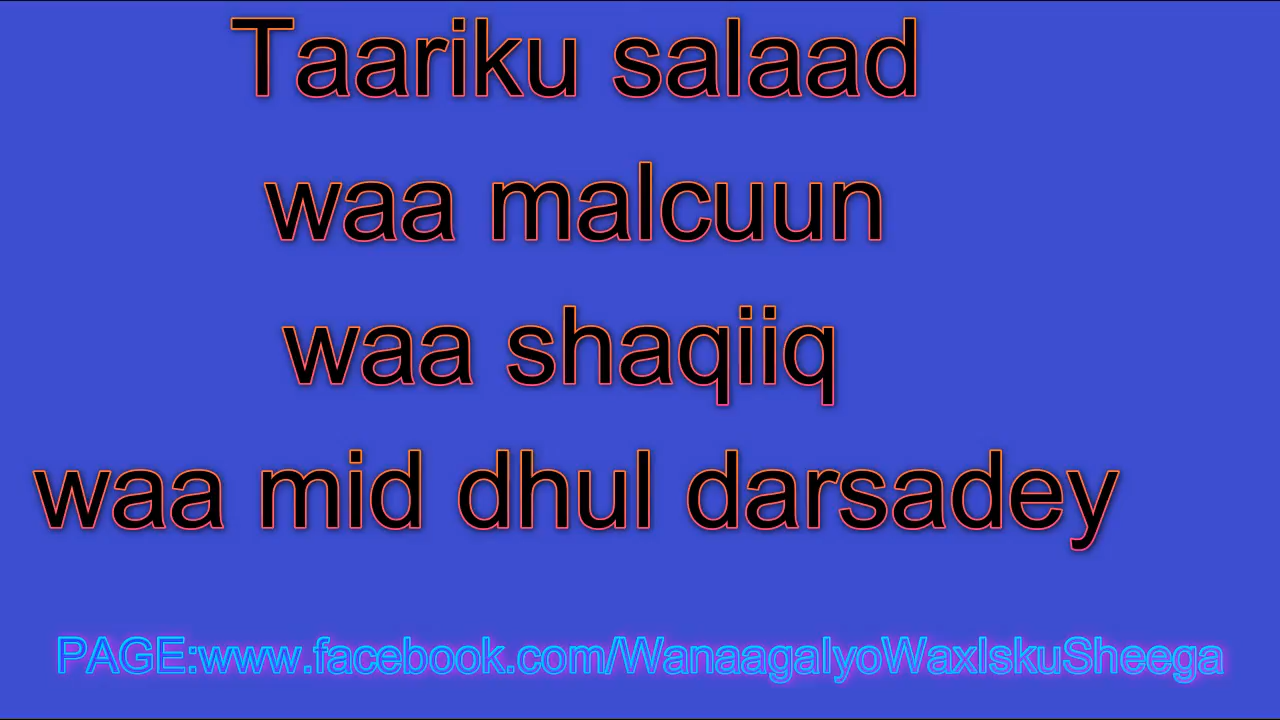 Taariku salaad
waa malcuun
waa shaqiiq
waa mid dhul darsadey
PAGE:www.facebook.com/WanaagalyoWaxIskuSheega